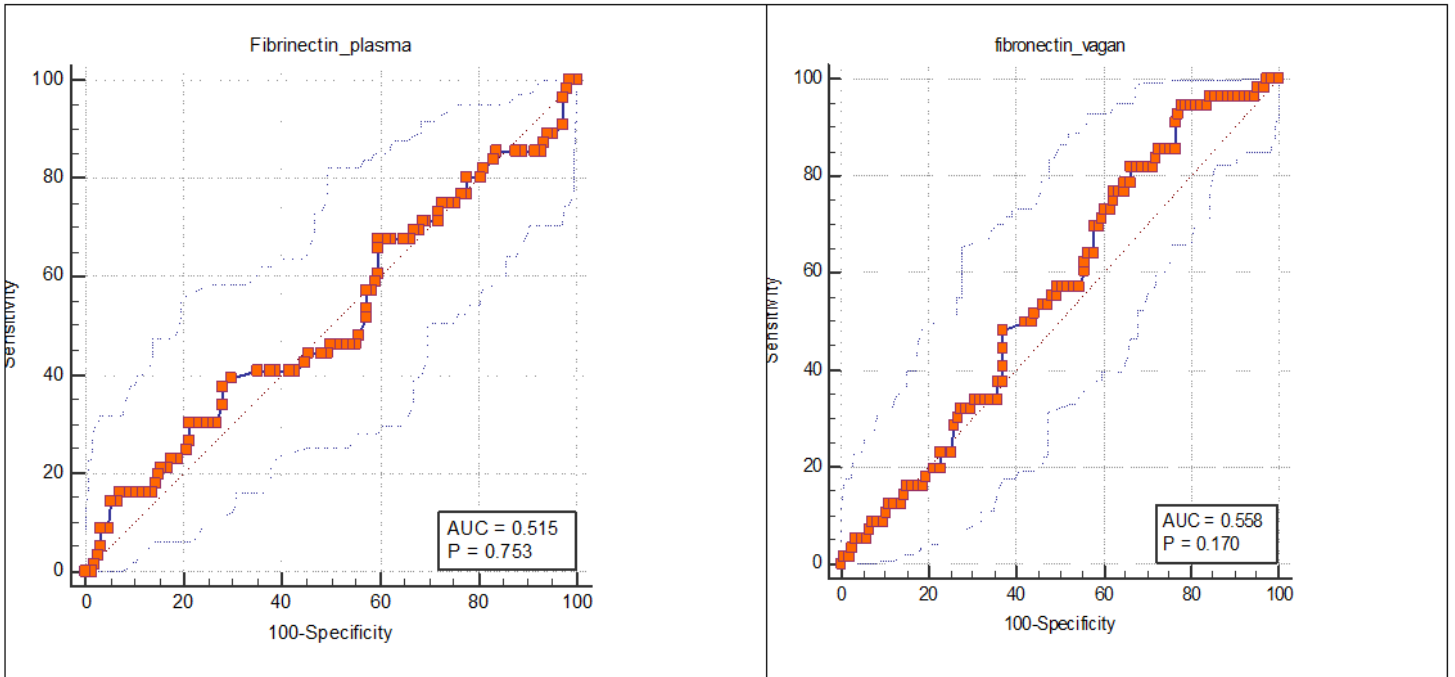 Fibrinectin_plasma
100
80
60
40
20
0
Sensitivity
0 20 40 60 80 100
100-Specificity
AUC = 0.515
P = 0.753
fibronectin_vagan
100
80
60
40
20
0
Sensitivity
0 20 40 60 80 100
100-Specificity
AUC = 0.558
P = 0.170